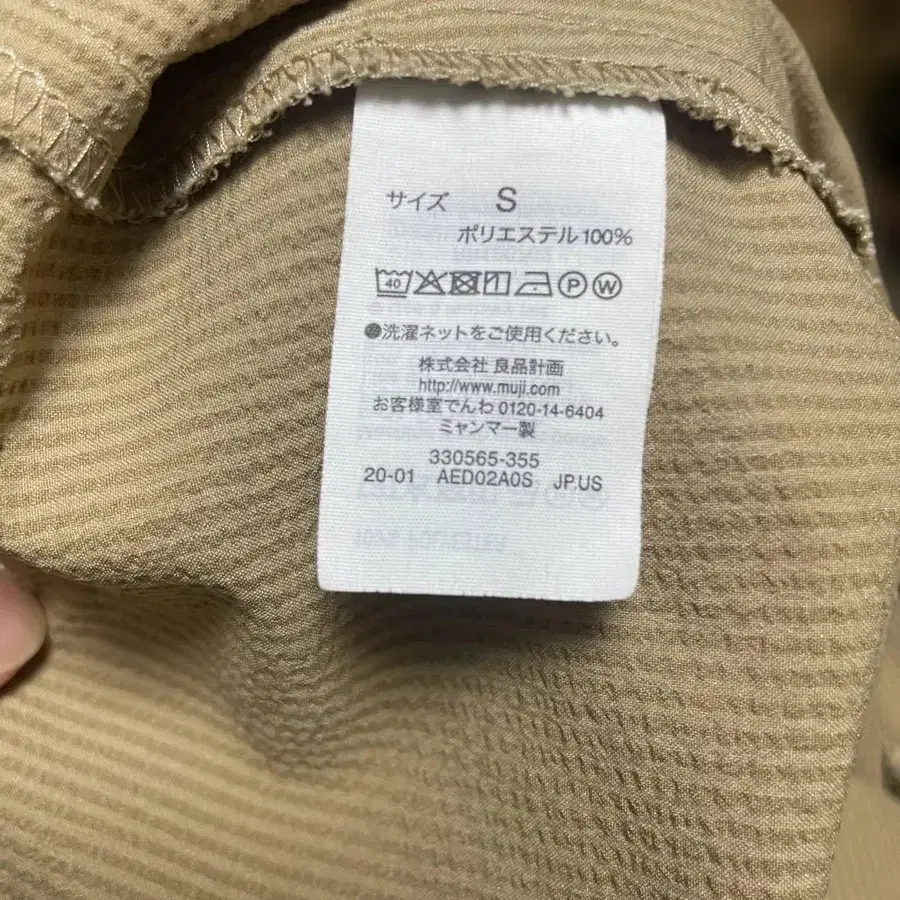 サイズ S
ポリエステル100%
40 P W
●洗濯ネットをご使用ください。
株式会社 良品計画
http://www.muji.com
お客様室でんわ 0120-14-6404
ミャンマー製
330565-355
20-01 AED02A0S JP.US